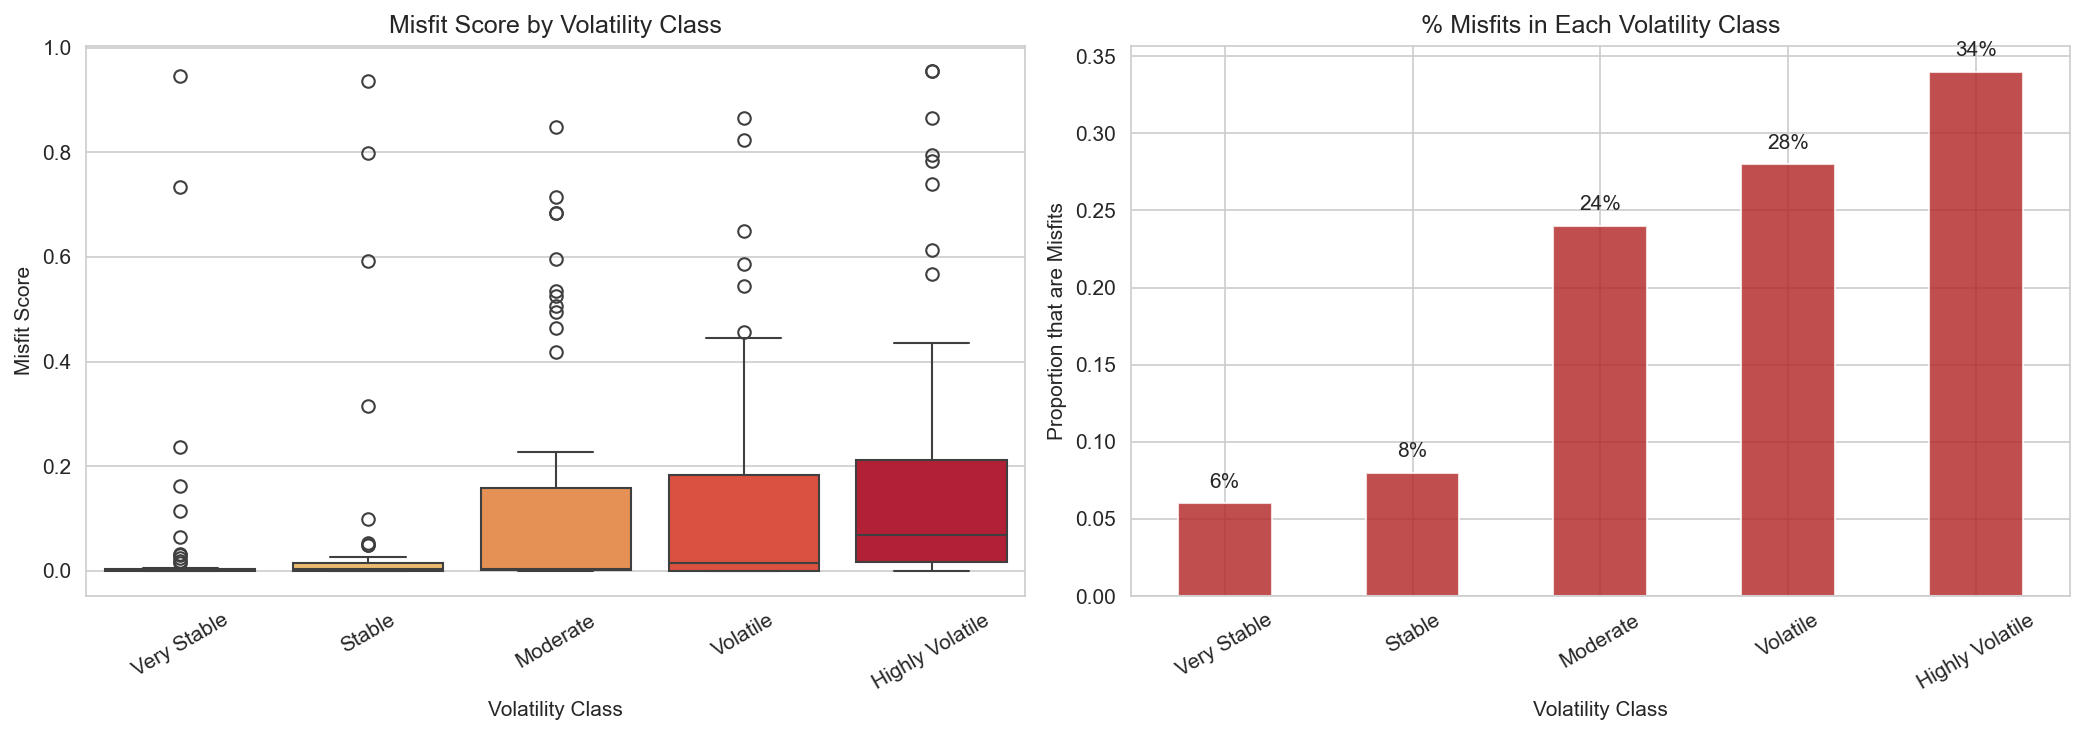 Misfit Score by Volatility Class
Misfit Score
1.0
0.8
0.6
0.4
0.2
0.0
Very Stable
Stable
Moderate
Volatile
Highly Volatile
Volatility Class
% Misfits in Each Volatility Class
Proportion that are Misfits
0.35
0.30
0.25
0.20
0.15
0.10
0.05
0.00
6%
8%
24%
28%
34%
Very Stable
Stable
Moderate
Volatile
Highly Volatile
Volatility Class